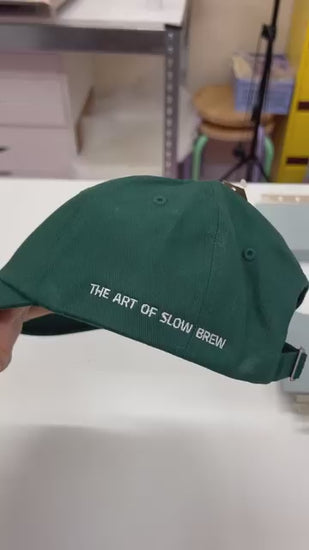 THE ART OF SLOW BREW